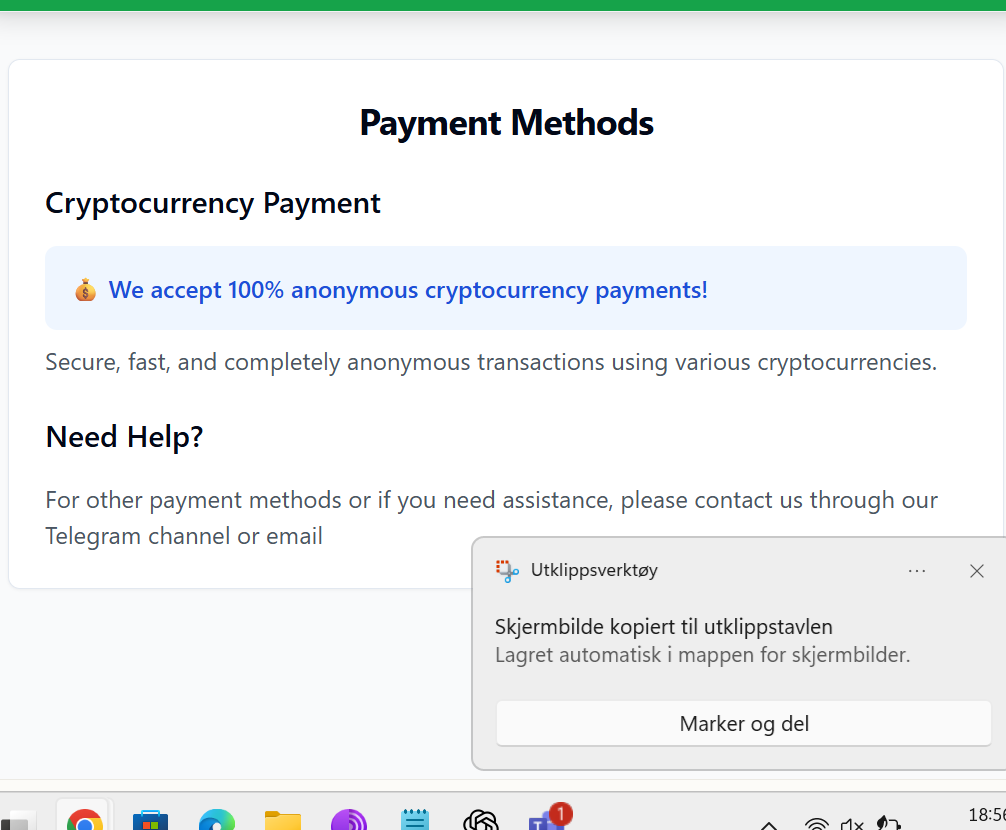 Payment Methods
Cryptocurrency Payment
💰 We accept 100% anonymous cryptocurrency payments!
Secure, fast, and completely anonymous transactions using various cryptocurrencies.
Need Help?
For other payment methods or if you need assistance, please contact us through our
Telegram channel or email
Utklippsverktøy
Skjermbilde kopiert til utklippstavlen
Lagret automatisk i mappen for skjermbilder.
Marker og del
1